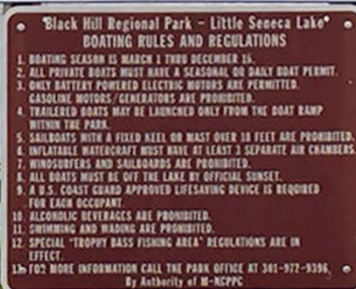 "Black Hill Regional Park - Little Seneca Lake"
BOATING RULES AND REGULATIONS
1. BOATING SEASON IS MARCH 1 THRU DECEMBER 15.
2. ALL PRIVATE BOATS MUST HAVE A SEASONAL OR DAILY BOAT PERMIT.
3. ONLY BATTERY POWERED ELECTRIC MOTORS ARE PERMITTED.
GASOLINE MOTORS/GENERATORS ARE PROHIBITED.
4. TRAILERED BOATS MAY BE LAUNCHED ONLY FROM THE BOAT RAMP
WITHIN THE PARK.
5. SAILBOATS WITH A FIXED KEEL OR MAST OVER FEET ARE PROHIBITED.
6. INFLATABLE WATERCRAFT MUST HAVE AT LEAST 3 SEPARATE AIR CHAMBERS.
7. WINDSURFERS AND SAILBOARDS ARE PROHIBITED.
8. ALL BOATS MUST BE OFF THE LAKE BY OFFICIAL SUNSET.
9. A U.S. COAST GUARD APPROVED LIFESAVING DEVICE IS REQUIRED
FOR EACH OCCUPANT.
10. ALCOHOLIC BEVERAGES ARE PROHIBITED.
11. SWIMMING AND WADING ARE PROHIBITED.
12. SPECIAL "TROPHY BASS FISHING AREA" REGULATIONS ARE IN
EFFECT.
13. FOR MORE INFORMATION CALL THE PARK OFFICE AT 301-972-9396.
By Authority of M-NCPPC